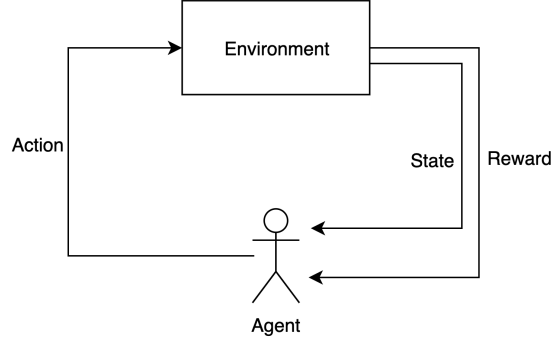 Environment
Action
State
Reward
Agent